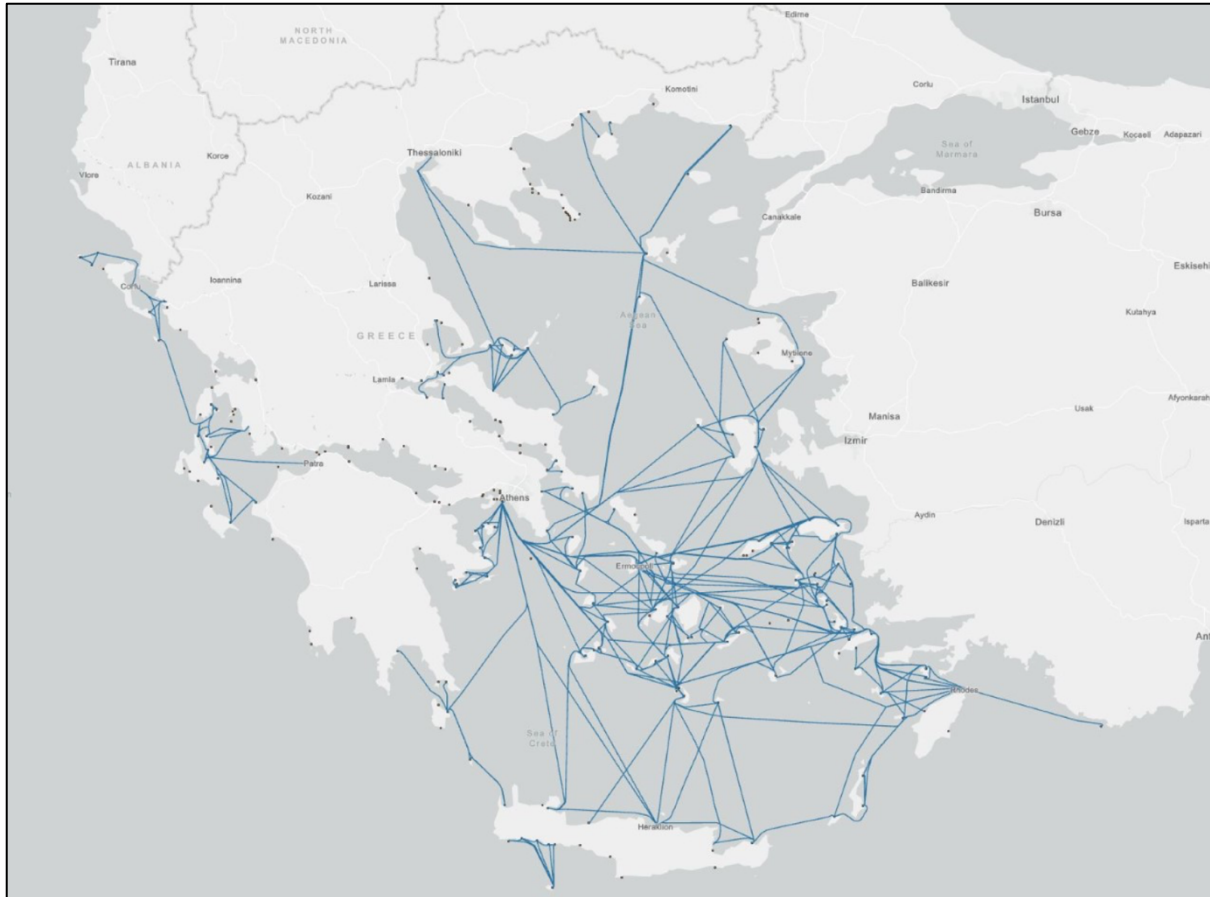 Edirne
NORTH
MACEDONIA
Tirana
Komotini
Corlu
Istanbul
Gebze
Kocaeli
Adapazari
Sea of
Marmara
Thessaloniki
Korce
ALBANIA
Vlore
Kozani
Bandirma
Canakkale
Bursa
Eskisehi
Ioannina
Larissa
Balikesir
Corfu
Kutahya
Aegean
Sea
GREECE
Mytilene
Lamia
Afyonkarah
Usak
Manisa
Izmir
Patra
Athens
Aydin
Denizli
Isparta
Ant
Rhodes
Sea of
Crete
Heraklion